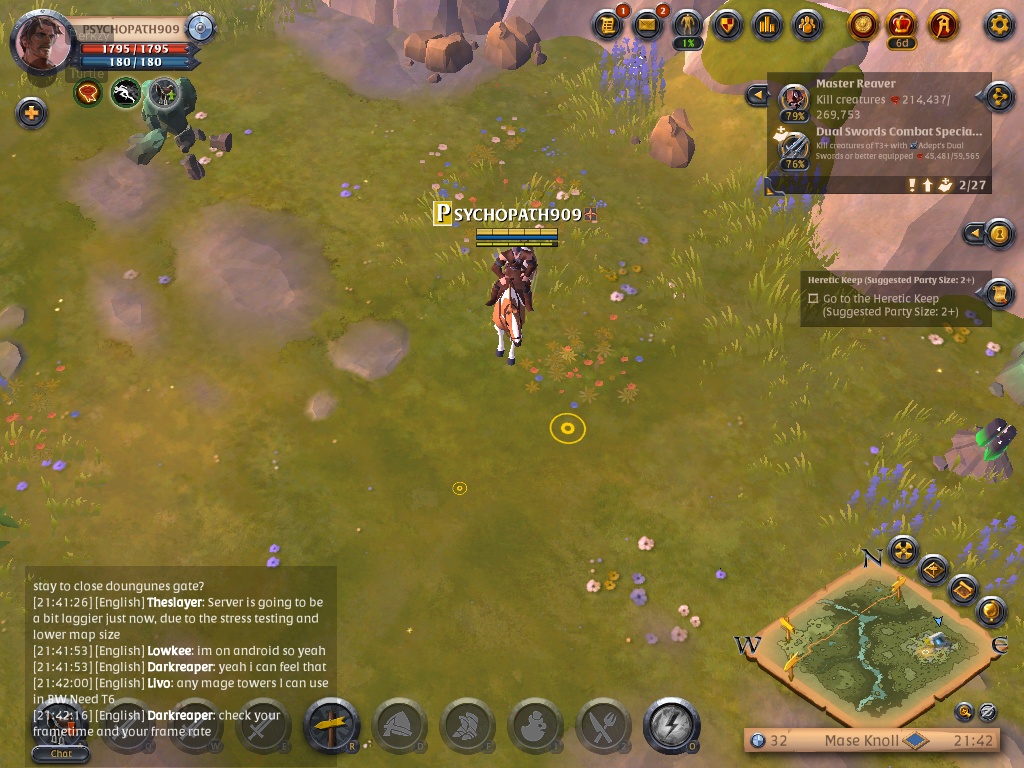 PSYCHOPATH909
1795/1795
180/180
Turtle
1
2
1%
6d
Master Reaver
Kill creatures 214,437/
269,753
79%
Dual Swords Combat Specia...
Kill creatures of T3+ with Adept's Dual
Swords or better equipped 45,481/59,565
76%
2/27
PSYCHOPATH909
Heretic Keep (Suggested Party Size: 2+)
Go to the Heretic Keep
(Suggested Party Size: 2+)
stay to close doungunes gate?
[21:41:26] [English] Theslayer: Server is going to be
a bit laggier just now, due to the stress testing and
lower map size
[21:41:53] [English] Lowkee: im on android so yeah
[21:41:53] [English] Darkreaper: yeah i can feel that
[21:42:00] [English] Livo: any mage towers I can use
in BW Need T6
[21:42:16] [English] Darkreaper: check your
frametime and your frame rate
Chat
Q
W
E
R
D
F
O
N
W
E
32
Mase Knoll
21:42